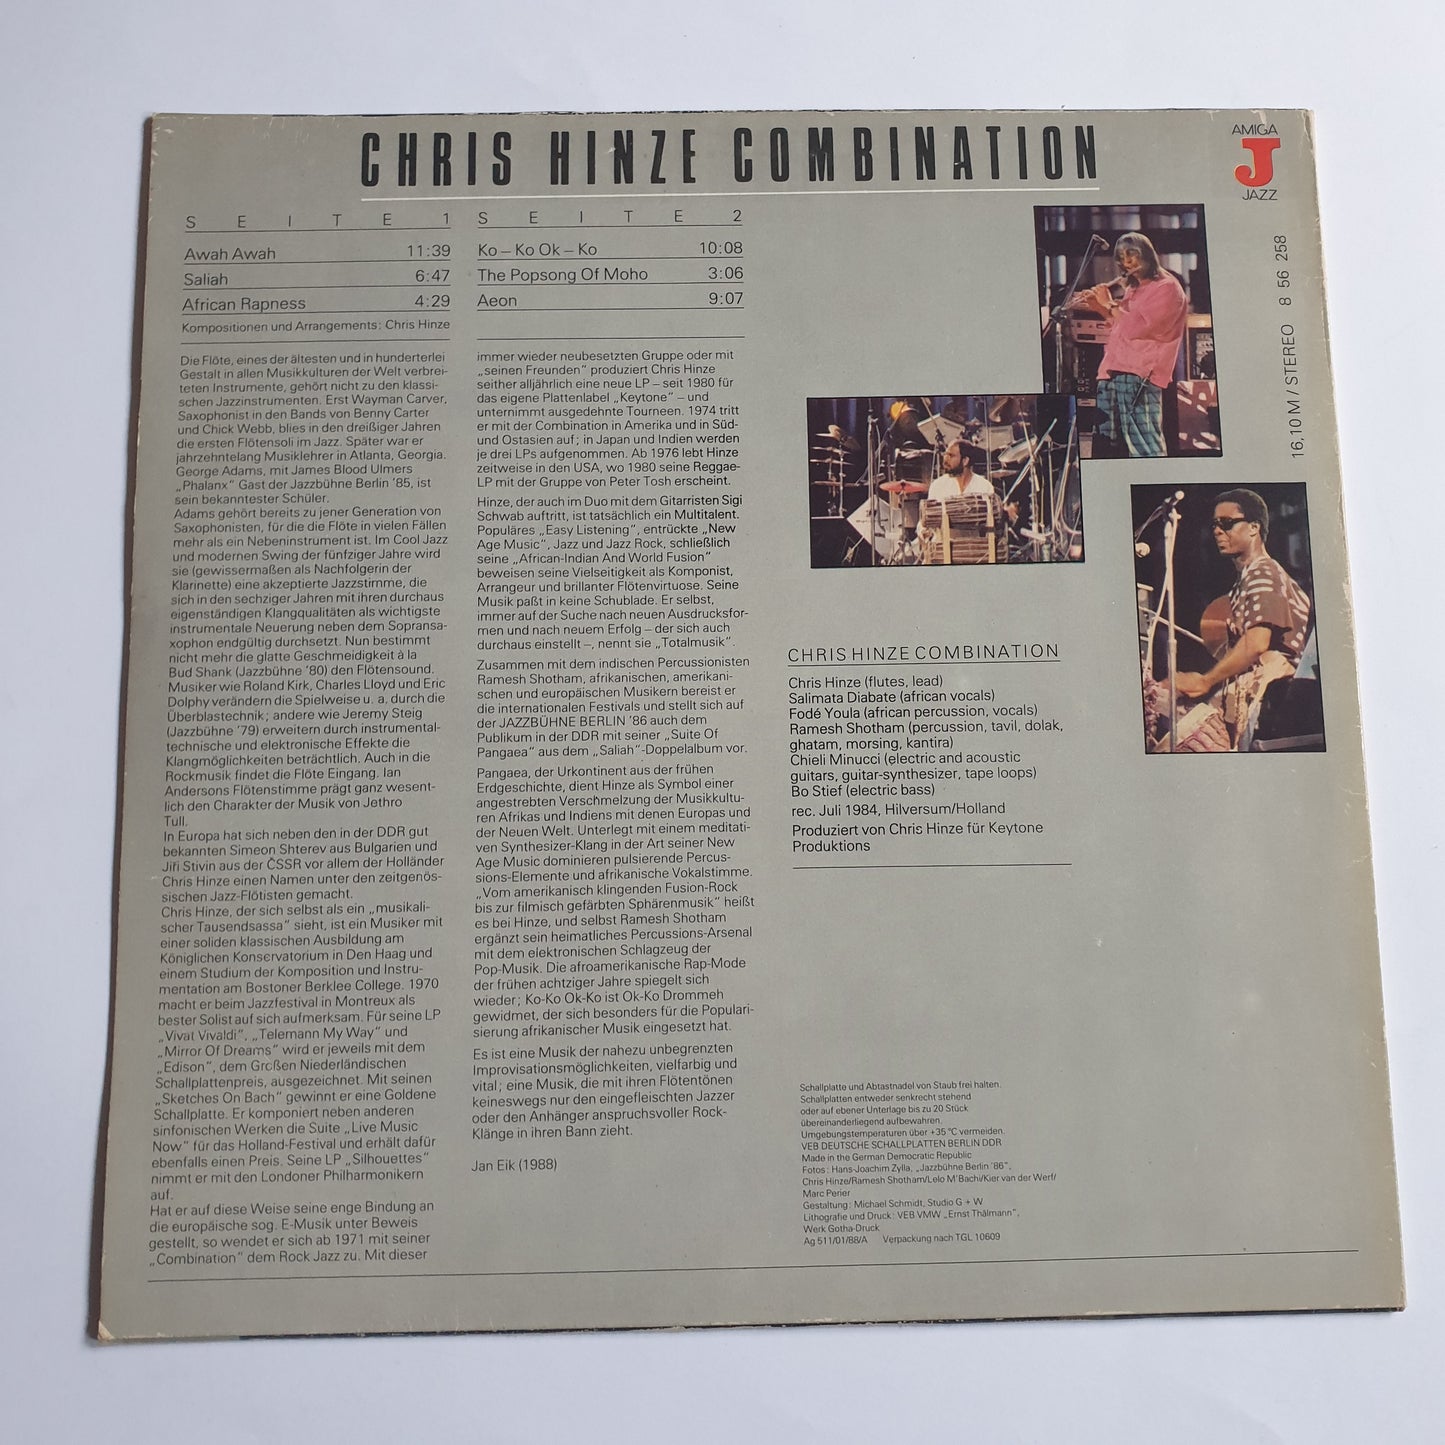 CHRIS HINZE COMBINATION
AMIGA
J
JAZZ
16,10 M / STEREO 8 56 258
SEITE 1
Awah Awah 11:39
Saliah 6:47
African Rapness 4:29
Kompositionen und Arrangements: Chris Hinze
SEITE 2
Ko – Ko Ok – Ko 10:08
The Popsong Of Moho 3:06
Aeon 9:07
Die Flöte, eines der ältesten und in hunderterlei
Gestalt in allen Musikkulturen der Welt verbrei-
teten Instrumente, gehört nicht zu den klassi-
schen Jazzinstrumenten. Erst Wayman Carver,
Saxophonist in den Bands von Benny Carter
und Chick Webb, blies in den dreißiger Jahren
die ersten Flötensoli im Jazz. Später war er
jahrzehntelang Musiklehrer in Atlanta, Georgia.
George Adams, mit James Blood Ulmers
„Phalanx“ Gast der Jazzbühne Berlin '85, ist
sein bekanntester Schüler.
Adams gehört bereits zu jener Generation von
Saxophonisten, für die die Flöte in vielen Fällen
mehr als ein Nebeninstrument ist. Im Cool Jazz
und modernen Swing der fünfziger Jahre wird
sie (gewissermaßen als Nachfolgerin der
Klarinette) eine akzeptierte Jazzstimme, die
sich in den sechziger Jahren mit ihren durchaus
eigenständigen Klangqualitäten als wichtigste
instrumentale Neuerung neben dem Sopransa-
xophon endgültig durchsetzt. Nun bestimmt
nicht mehr die glatte Geschmeidigkeit à la
Bud Shank (Jazzbühne '80) den Flötensound.
Musiker wie Roland Kirk, Charles Lloyd und Eric
Dolphy verändern die Spielweise u. a. durch die
Überblastechnik; andere wie Jeremy Steig
(Jazzbühne '79) erweitern durch instrumental-
technische und elektronische Effekte die
Klangmöglichkeiten beträchtlich. Auch in die
Rockmusik findet die Flöte Eingang. Ian
Andersons Flötenstimme prägt ganz wesent-
lich den Charakter der Musik von Jethro
Tull.
In Europa hat sich neben den in der DDR gut
bekannten Simeon Shterev aus Bulgarien und
Jiří Stivin aus der ČSSR vor allem der Holländer
Chris Hinze einen Namen unter den zeitgenös-
sischen Jazz-Flötisten gemacht.
Chris Hinze, der sich selbst als ein „musikali-
scher Tausendsassa“ sieht, ist ein Musiker mit
einer soliden klassischen Ausbildung am
Königlichen Konservatorium in Den Haag und
einem Studium der Komposition und Instru-
mentation am Bostoner Berklee College. 1970
macht er beim Jazzfestival in Montreux als
bester Solist auf sich aufmerksam. Für seine LP
„Vivat Vivaldi“, „Telemann My Way“ und
„Mirror Of Dreams“ wird er jeweils mit dem
„Edison“, dem Großen Niederländischen
Schallplattenpreis, ausgezeichnet. Mit seinen
„Sketches On Bach“ gewinnt er eine Goldene
Schallplatte. Er komponiert neben anderen
sinfonischen Werken die Suite „Live Music
Now“ für das Holland-Festival und erhält dafür
ebenfalls einen Preis. Seine LP „Silhouettes“
nimmt er mit den Londoner Philharmonikern
auf.
Hat er auf diese Weise seine enge Bindung an
die europäische sog. E-Musik unter Beweis
gestellt, so wendet er sich ab 1971 mit seiner
„Combination“ dem Rock Jazz zu. Mit dieser
immer wieder neubesetzten Gruppe oder mit
„seinen Freunden“ produziert Chris Hinze
seither alljährlich eine neue LP – seit 1980 für
das eigene Plattenlabel „Keytone“ – und
unternimmt ausgedehnte Tourneen. 1974 tritt
er mit der Combination in Amerika und in Süd-
und Ostasien auf; in Japan und Indien werden
je drei LPs aufgenommen. Ab 1976 lebt Hinze
zeitweise in den USA, wo 1980 seine Reggae-
LP mit der Gruppe von Peter Tosh erscheint.
Hinze, der auch im Duo mit dem Gitarristen Sigi
Schwab auftritt, ist tatsächlich ein Multitalent.
Populäres „Easy Listening“, entrückte „New
Age Music“, Jazz und Jazz Rock, schließlich
seine „African-Indian And World Fusion“
beweisen seine Vielseitigkeit als Komponist,
Arrangeur und brillanter Flötenvirtuose. Seine
Musik paßt in keine Schublade. Er selbst,
immer auf der Suche nach neuen Ausdrucksfor-
men und nach neuem Erfolg – der sich auch
durchaus einstellt –, nennt sie „Totalmusik“.
Zusammen mit dem indischen Percussionisten
Ramesh Shotham, afrikanischen, amerikani-
schen und europäischen Musikern bereist er
die internationalen Festivals und stellt sich auf
der JAZZBÜHNE BERLIN '86 auch dem
Publikum in der DDR mit seiner „Suite Of
Pangaea“ aus dem „Saliah“-Doppelalbum vor.
Pangaea, der Urkontinent aus der frühen
Erdgeschichte, dient Hinze als Symbol einer
angestrebten Verschmelzung der Musikkultu-
ren Afrikas und Indiens mit denen Europas und
der Neuen Welt. Unterlegt mit einem meditati-
ven Synthesizer-Klang in der Art seiner New
Age Music dominieren pulsierende Percus-
sions-Elemente und afrikanische Vokalstimme.
„Vom amerikanisch klingenden Fusion-Rock
bis zur filmisch gefärbten Sphärenmusik“ heißt
es bei Hinze, und selbst Ramesh Shotham
ergänzt sein heimatliches Percussions-Arsenal
mit dem elektronischen Schlagzeug der
Pop-Musik. Die afroamerikanische Rap-Mode
der frühen achtziger Jahre spiegelt sich
wieder; Ko-Ko Ok-Ko ist Ok-Ko Drommeh
gewidmet, der sich besonders für die Populari-
sierung afrikanischer Musik eingesetzt hat.
Es ist eine Musik der nahezu unbegrenzten
Improvisationsmöglichkeiten, vielfarbig und
vital; eine Musik, die mit ihren Flötentönen
keineswegs nur den eingefleischten Jazzer
oder den Anhänger anspruchsvoller Rock-
Klänge in ihren Bann zieht.
Jan Eik (1988)
CHRIS HINZE COMBINATION
Chris Hinze (flutes, lead)
Salimata Diabate (african vocals)
Fodé Youla (african percussion, vocals)
Ramesh Shotham (percussion, tavil, dolak,
ghatam, morsing, kantira)
Chieli Minucci (electric and acoustic
guitars, guitar-synthesizer, tape loops)
Bo Stief (electric bass)
rec. Juli 1984, Hilversum/Holland
Produziert von Chris Hinze für Keytone
Produktions
Schallplatte und Abtastnadel von Staub frei halten.
Schallplatten entweder senkrecht stehend
oder auf ebener Unterlage bis zu 20 Stück
übereinanderliegend aufbewahren.
Umgebungstemperaturen über +35 °C vermeiden.
VEB DEUTSCHE SCHALLPLATTEN BERLIN DDR
Made in the German Democratic Republic
Fotos: Hans-Joachim Zylla, „Jazzbühne Berlin '86“,
Chris Hinze/Ramesh Shotham/Lelo M'Bachi/Kier van der Werf/
Marc Perier
Gestaltung: Michael Schmidt, Studio G + W
Lithografie und Druck: VEB VMW „Ernst Thälmann“,
Werk Gotha-Druck
Ag 511/01/88/A Verpackung nach TGL 10609